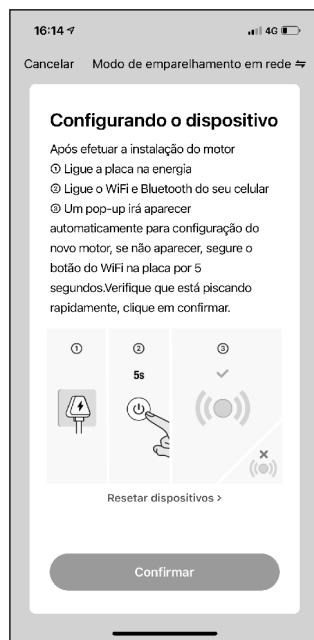 16:14 4G
Cancelar Modo de emparelhamento em rede ⇋
Configurando o dispositivo
Após efetuar a instalação do motor
① Ligue a placa na energia
② Ligue o WiFi e Bluetooth do seu celular
③ Um pop-up irá aparecer
automaticamente para configuração do
novo motor, se não aparecer, segure o
botão do WiFi na placa por 5
segundos.Verifique que está piscando
rapidamente, clique em confirmar.
① ② ③
5s
Resetar dispositivos >
Confirmar